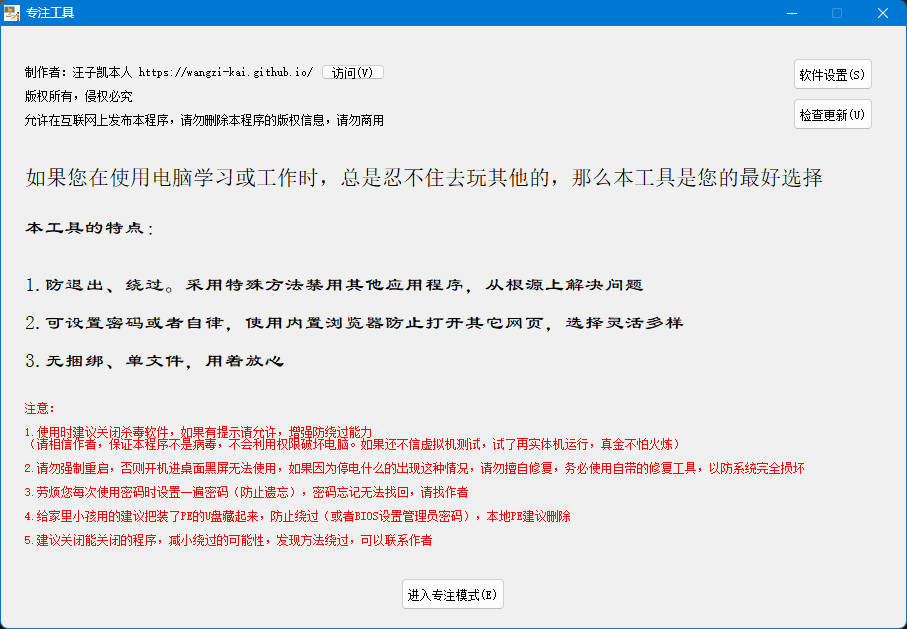 专注工具
制作者：汪子凯本人 https://wangzi-kai.github.io/ 访问(V)
软件设置(S)
版权所有，侵权必究
检查更新(U)
允许在互联网上发布本程序，请勿删除本程序的版权信息，请勿商用
如果您在使用电脑学习或工作时，总是忍不住去玩其他的，那么本工具是您的最好选择
本工具的特点：
1.防退出、绕过。采用特殊方法禁用其他应用程序，从根源上解决问题
2.可设置密码或者自律，使用内置浏览器防止打开其它网页，选择灵活多样
3.无捆绑、单文件，用着放心
注意：
1.使用时建议关闭杀毒软件，如果有提示请允许，增强防绕过能力
（请相信作者，保证本程序不是病毒，不会利用权限破坏电脑。如果还不信虚拟机测试，试了再实体机运行，真金不怕火炼）
2.请勿强制重启，否则开机进桌面黑屏无法使用，如果因为停电什么的出现这种情况，请勿擅自修复，务必使用自带的修复工具，以防系统完全损坏
3.劳烦您每次使用密码时设置一遍密码（防止遗忘），密码忘记无法找回，请找作者
4.给家里小孩用的建议把装了PE的U盘藏起来，防止绕过（或者BIOS设置管理员密码），本地PE建议删除
5.建议关闭能关闭的程序，减小绕过的可能性，发现方法绕过，可以联系作者
进入专注模式(E)